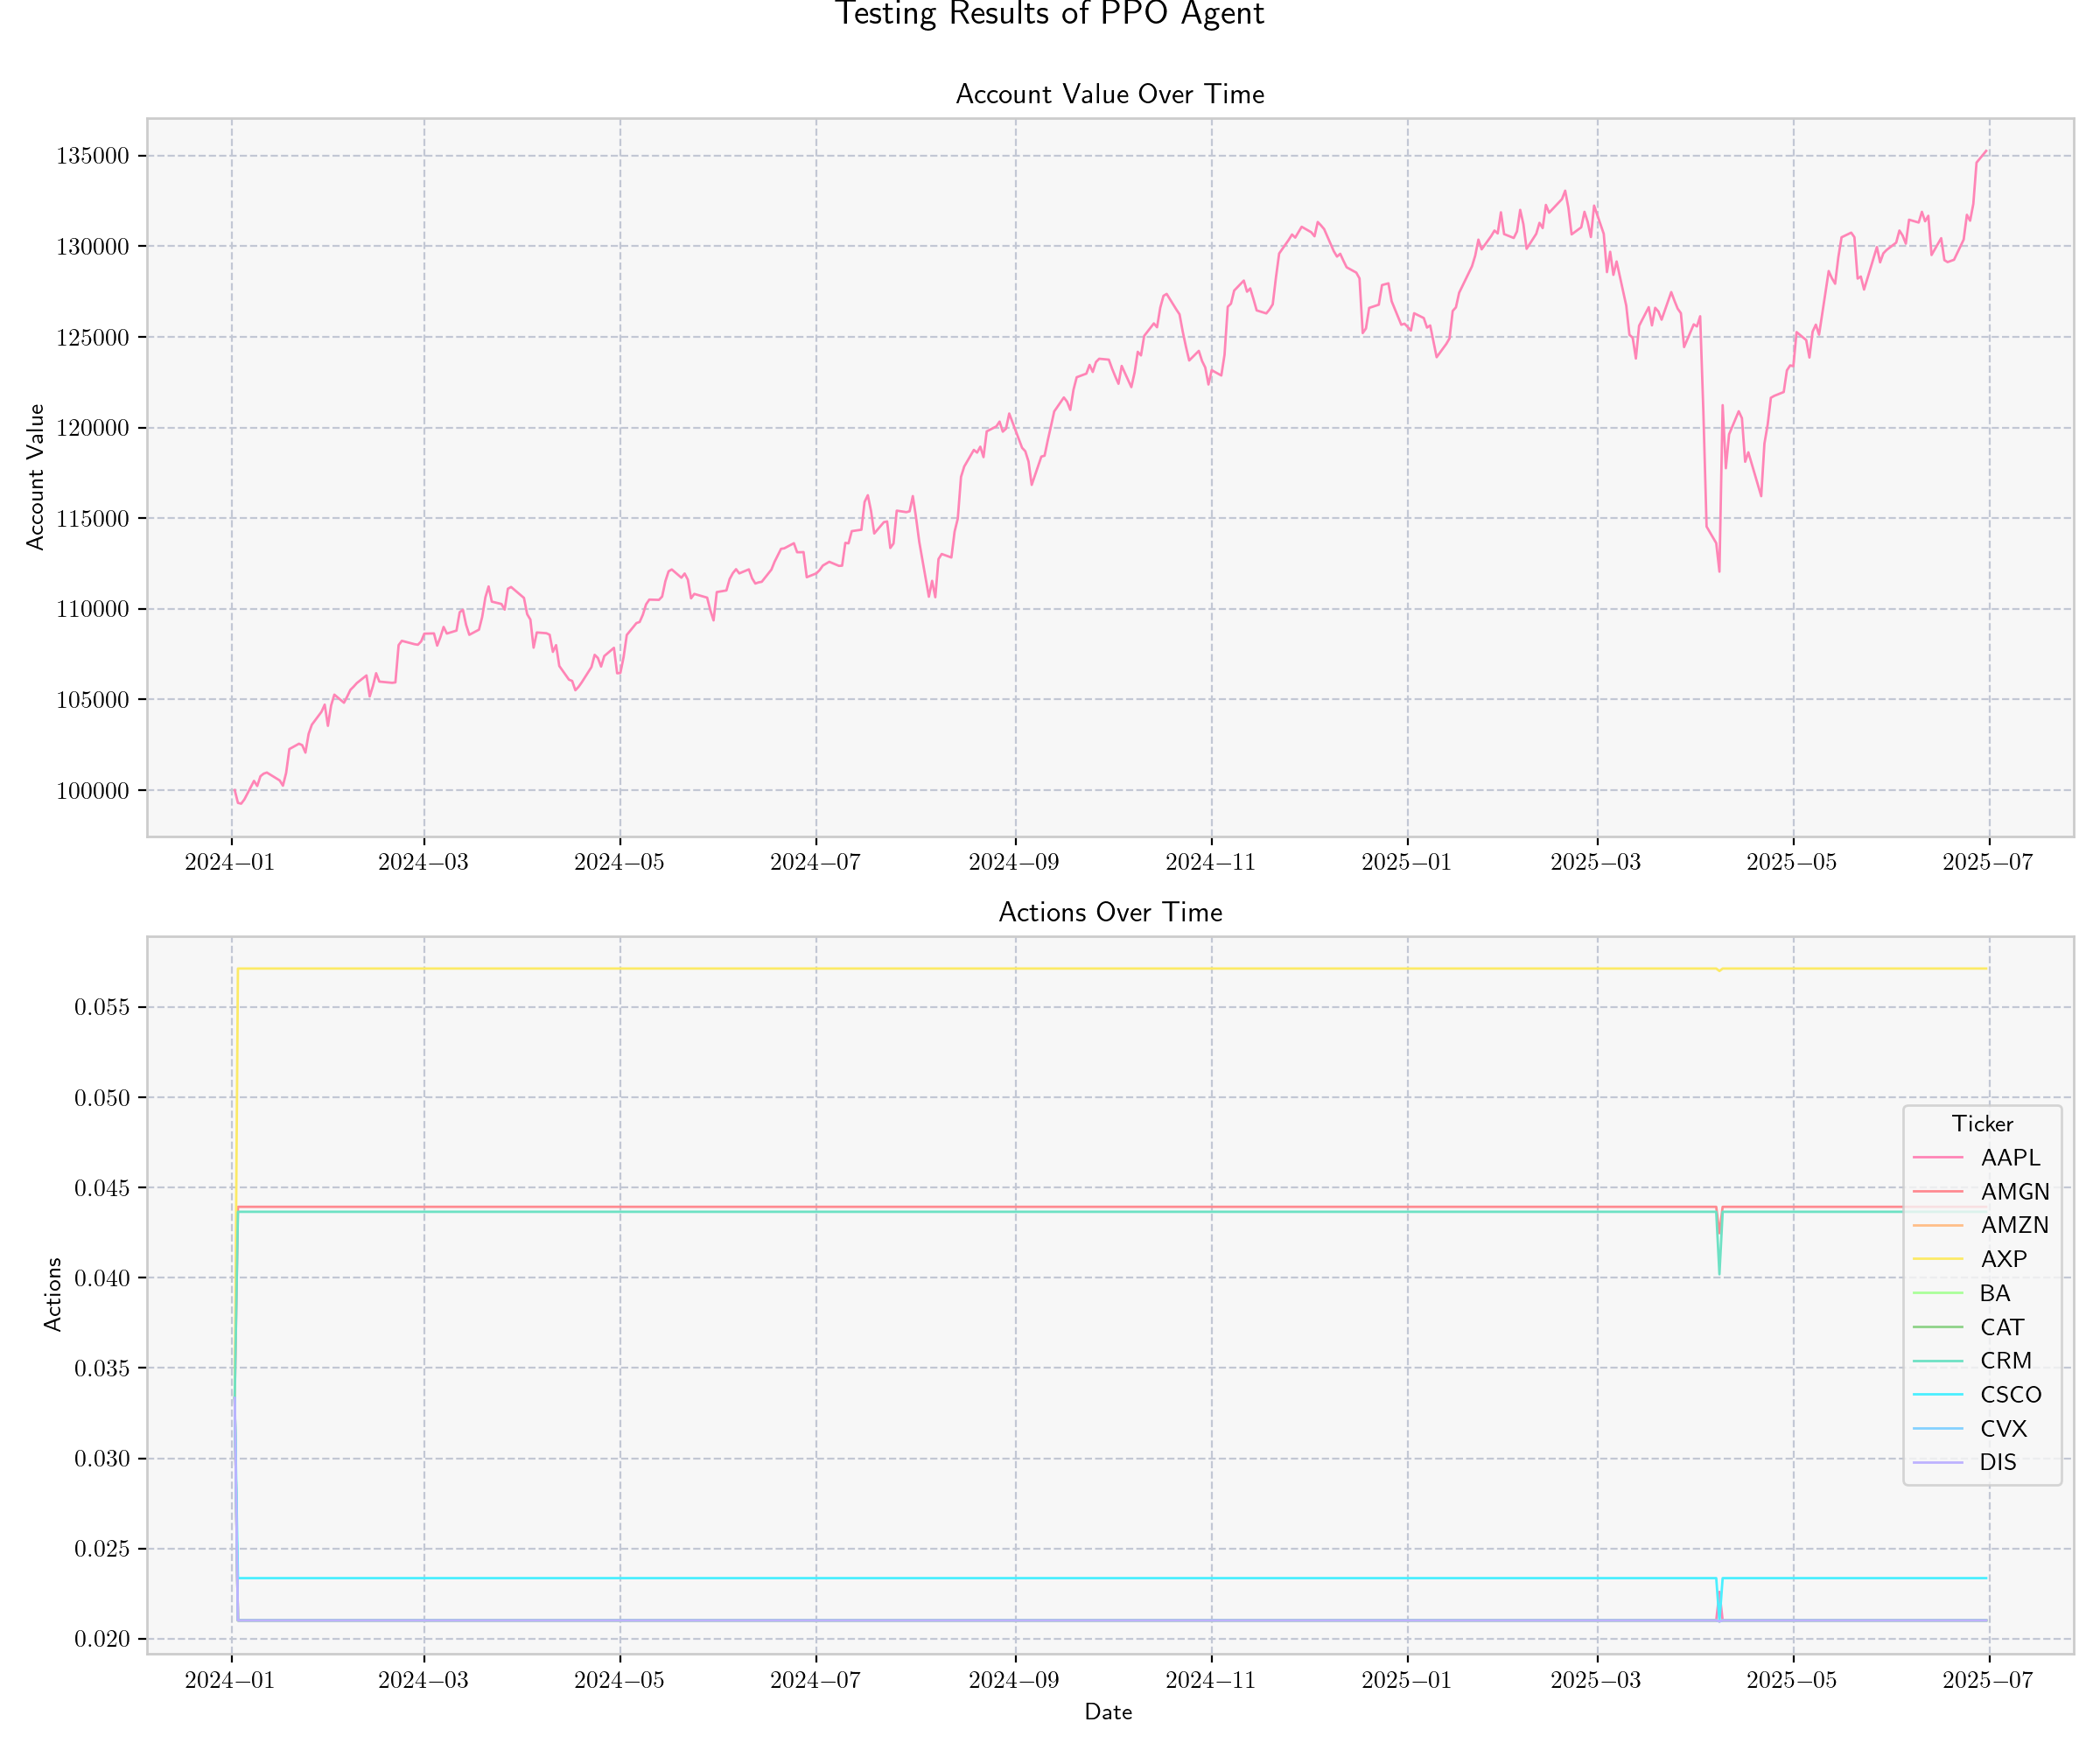 Testing Results of PPO Agent
Account Value Over Time
Account Value
135000
130000
125000
120000
115000
110000
105000
100000
2024−01 2024−03 2024−05 2024−07 2024−09 2024−11 2025−01 2025−03 2025−05 2025−07
Actions Over Time
Actions
0.055
0.050
0.045
0.040
0.035
0.030
0.025
0.020
Ticker
AAPL
AMGN
AMZN
AXP
BA
CAT
CRM
CSCO
CVX
DIS
2024−01 2024−03 2024−05 2024−07 2024−09 2024−11 2025−01 2025−03 2025−05 2025−07
Date